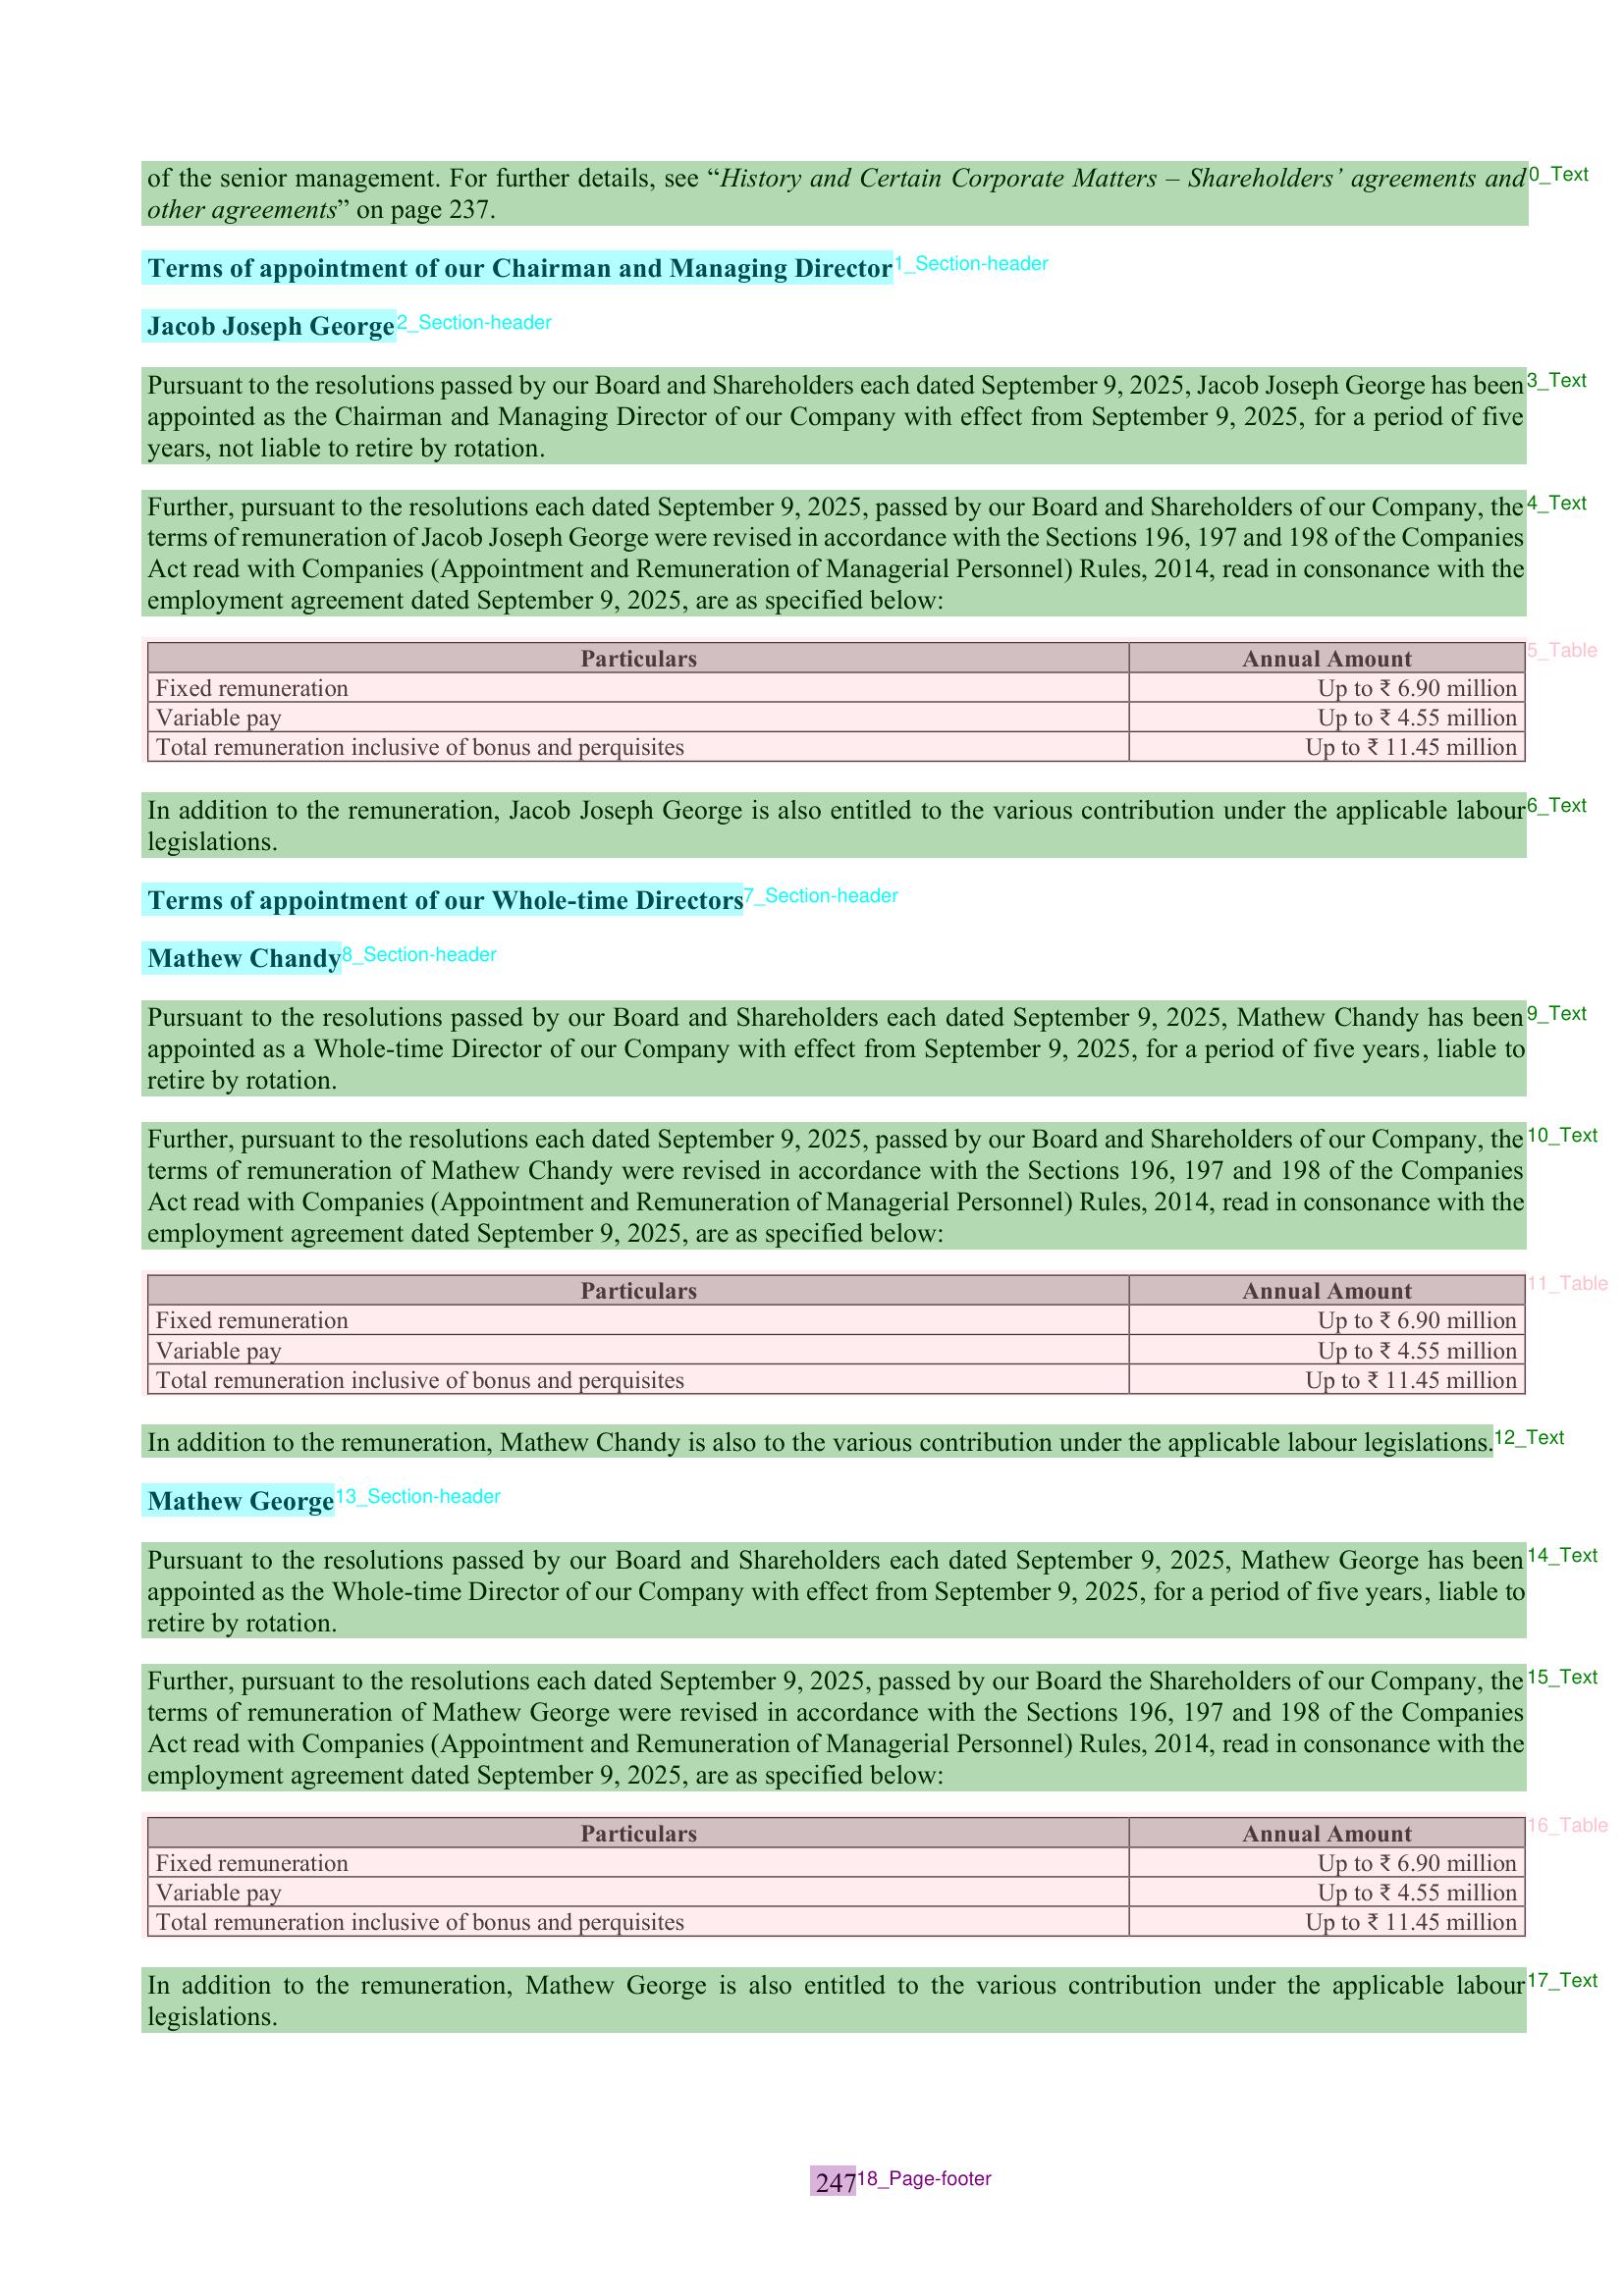 of the senior management. For further details, see “History and Certain Corporate Matters – Shareholders’ agreements and 0_Text
other agreements” on page 237.
Terms of appointment of our Chairman and Managing Director 1_Section-header
Jacob Joseph George 2_Section-header
Pursuant to the resolutions passed by our Board and Shareholders each dated September 9, 2025, Jacob Joseph George has been 3_Text
appointed as the Chairman and Managing Director of our Company with effect from September 9, 2025, for a period of five
years, not liable to retire by rotation.
Further, pursuant to the resolutions each dated September 9, 2025, passed by our Board and Shareholders of our Company, the 4_Text
terms of remuneration of Jacob Joseph George were revised in accordance with the Sections 196, 197 and 198 of the Companies
Act read with Companies (Appointment and Remuneration of Managerial Personnel) Rules, 2014, read in consonance with the
employment agreement dated September 9, 2025, are as specified below:
Particulars Annual Amount 5_Table
Fixed remuneration Up to ₹ 6.90 million
Variable pay Up to ₹ 4.55 million
Total remuneration inclusive of bonus and perquisites Up to ₹ 11.45 million
In addition to the remuneration, Jacob Joseph George is also entitled to the various contribution under the applicable labour 6_Text
legislations.
Terms of appointment of our Whole-time Directors 7_Section-header
Mathew Chandy 8_Section-header
Pursuant to the resolutions passed by our Board and Shareholders each dated September 9, 2025, Mathew Chandy has been 9_Text
appointed as a Whole-time Director of our Company with effect from September 9, 2025, for a period of five years, liable to
retire by rotation.
Further, pursuant to the resolutions each dated September 9, 2025, passed by our Board and Shareholders of our Company, the 10_Text
terms of remuneration of Mathew Chandy were revised in accordance with the Sections 196, 197 and 198 of the Companies
Act read with Companies (Appointment and Remuneration of Managerial Personnel) Rules, 2014, read in consonance with the
employment agreement dated September 9, 2025, are as specified below:
Particulars Annual Amount 11_Table
Fixed remuneration Up to ₹ 6.90 million
Variable pay Up to ₹ 4.55 million
Total remuneration inclusive of bonus and perquisites Up to ₹ 11.45 million
In addition to the remuneration, Mathew Chandy is also to the various contribution under the applicable labour legislations. 12_Text
Mathew George 13_Section-header
Pursuant to the resolutions passed by our Board and Shareholders each dated September 9, 2025, Mathew George has been 14_Text
appointed as the Whole-time Director of our Company with effect from September 9, 2025, for a period of five years, liable to
retire by rotation.
Further, pursuant to the resolutions each dated September 9, 2025, passed by our Board the Shareholders of our Company, the 15_Text
terms of remuneration of Mathew George were revised in accordance with the Sections 196, 197 and 198 of the Companies
Act read with Companies (Appointment and Remuneration of Managerial Personnel) Rules, 2014, read in consonance with the
employment agreement dated September 9, 2025, are as specified below:
Particulars Annual Amount 16_Table
Fixed remuneration Up to ₹ 6.90 million
Variable pay Up to ₹ 4.55 million
Total remuneration inclusive of bonus and perquisites Up to ₹ 11.45 million
In addition to the remuneration, Mathew George is also entitled to the various contribution under the applicable labour 17_Text
legislations.
247 18_Page-footer